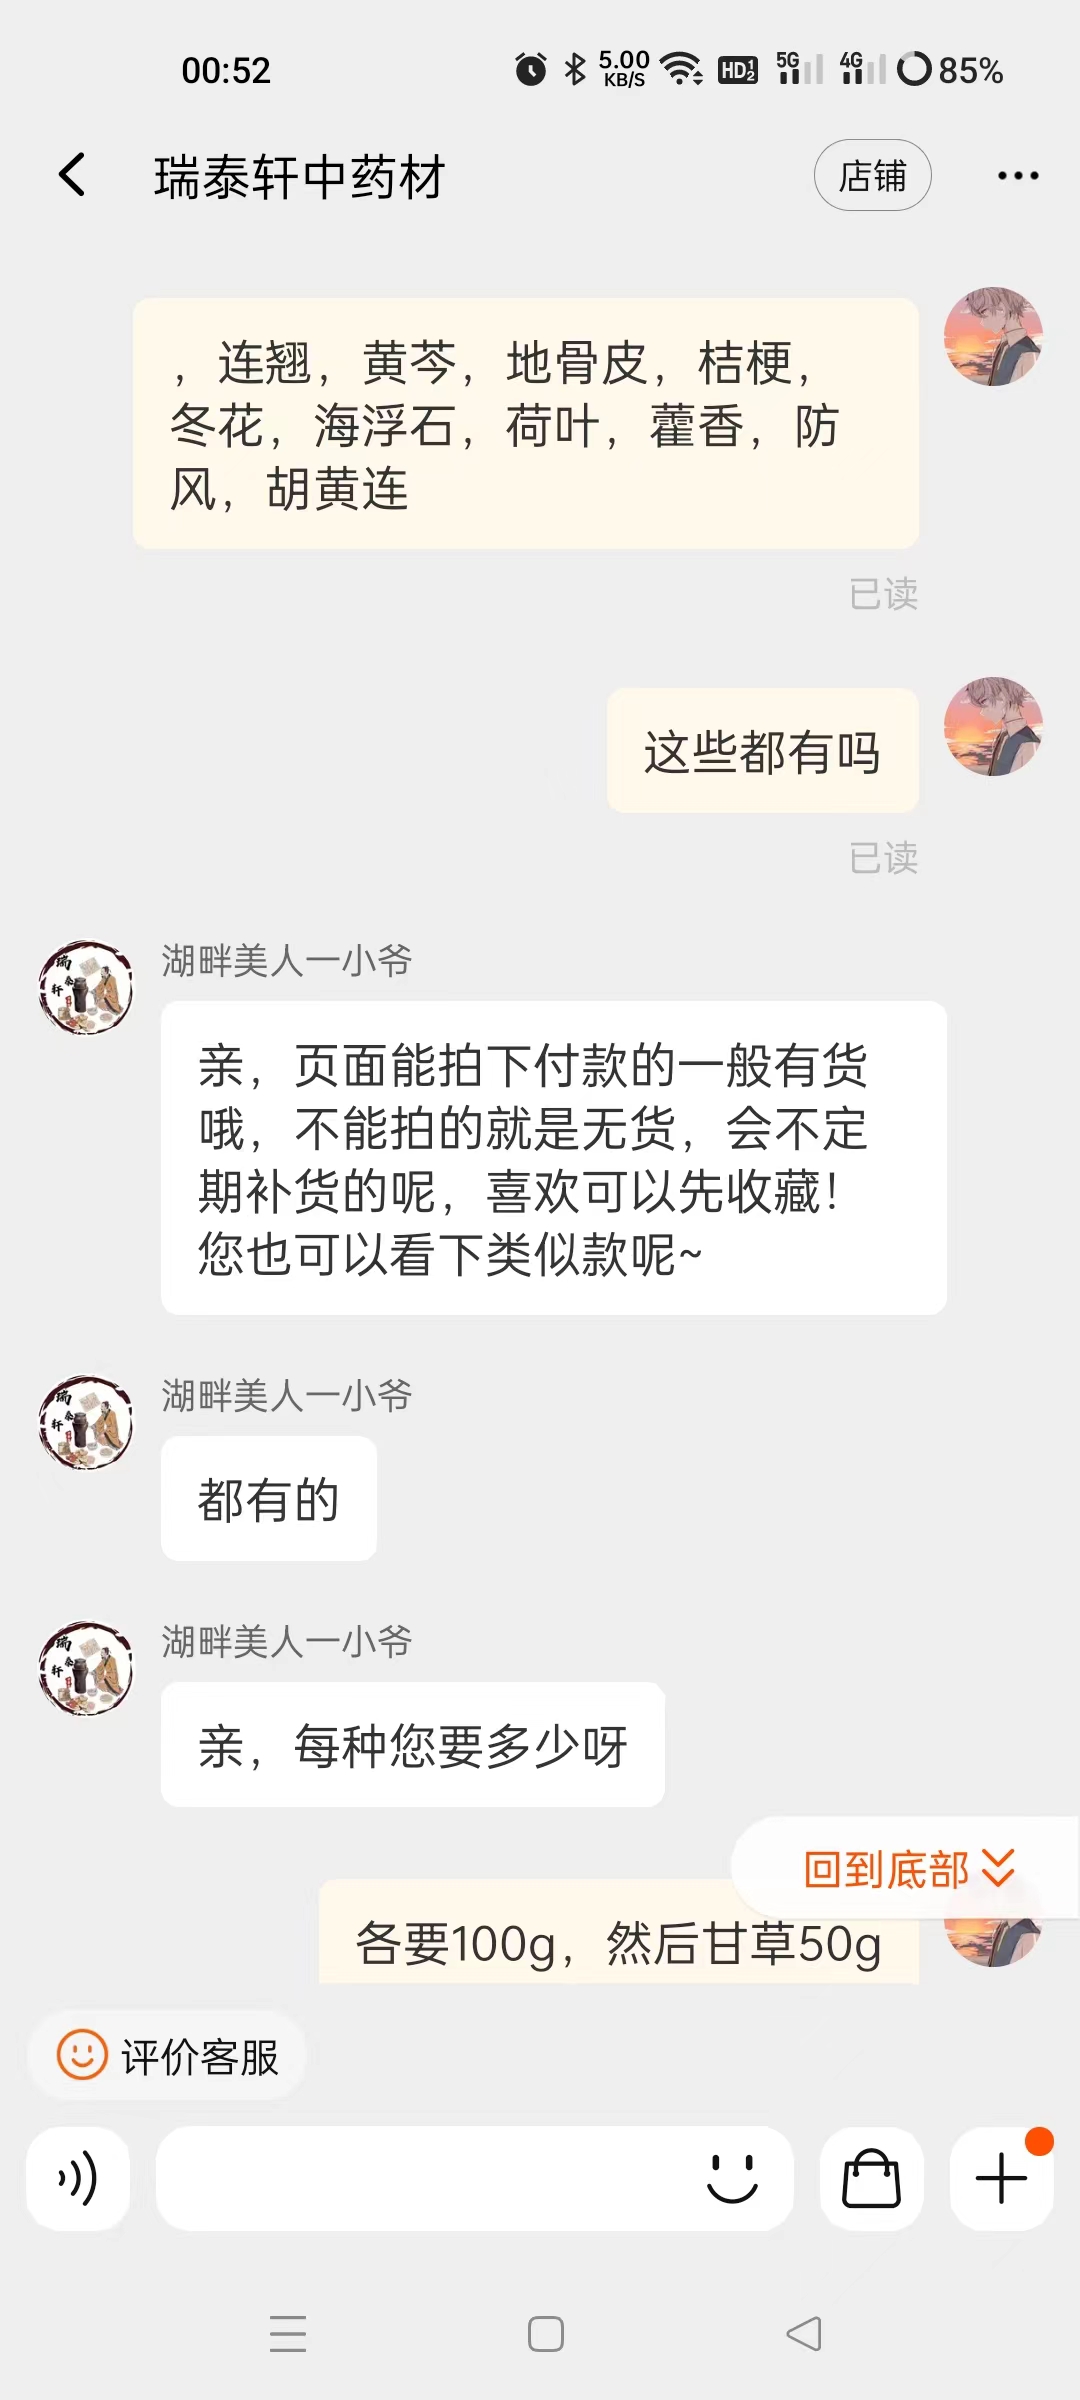 00:52
5.00
KB/S
HD
5G
4G
85%
瑞泰轩中药材
店铺
，连翘，黄芩，地骨皮，桔梗，
冬花，海浮石，荷叶，藿香，防
风，胡黄连
已读
这些都有吗
已读
湖畔美人一小爷
亲，页面能拍下付款的一般有货
哦，不能拍的就是无货，会不定
期补货的呢，喜欢可以先收藏！
您也可以看下类似款呢~
湖畔美人一小爷
都有的
湖畔美人一小爷
亲，每种您要多少呀
回到底部
各要100g，然后甘草50g
评价客服